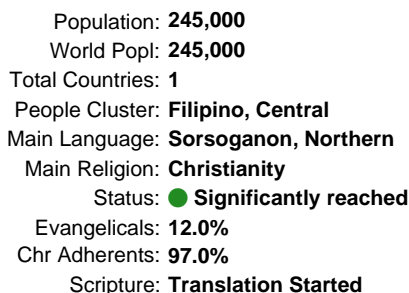 Population: 245,000
World Popl: 245,000
Total Countries: 1
People Cluster: Filipino, Central
Main Language: Sorsoganon, Northern
Main Religion: Christianity
Status: Significantly reached
Evangelicals: 12.0%
Chr Adherents: 97.0%
Scripture: Translation Started